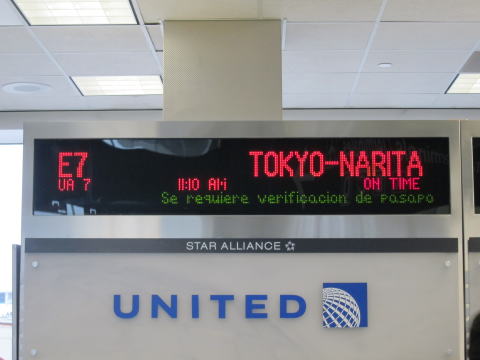 E7 TOKYO-NARITA
UA 7 11:10 AM ON TIME
Se requiere verificacion de pasapo
STAR ALLIANCE
UNITED